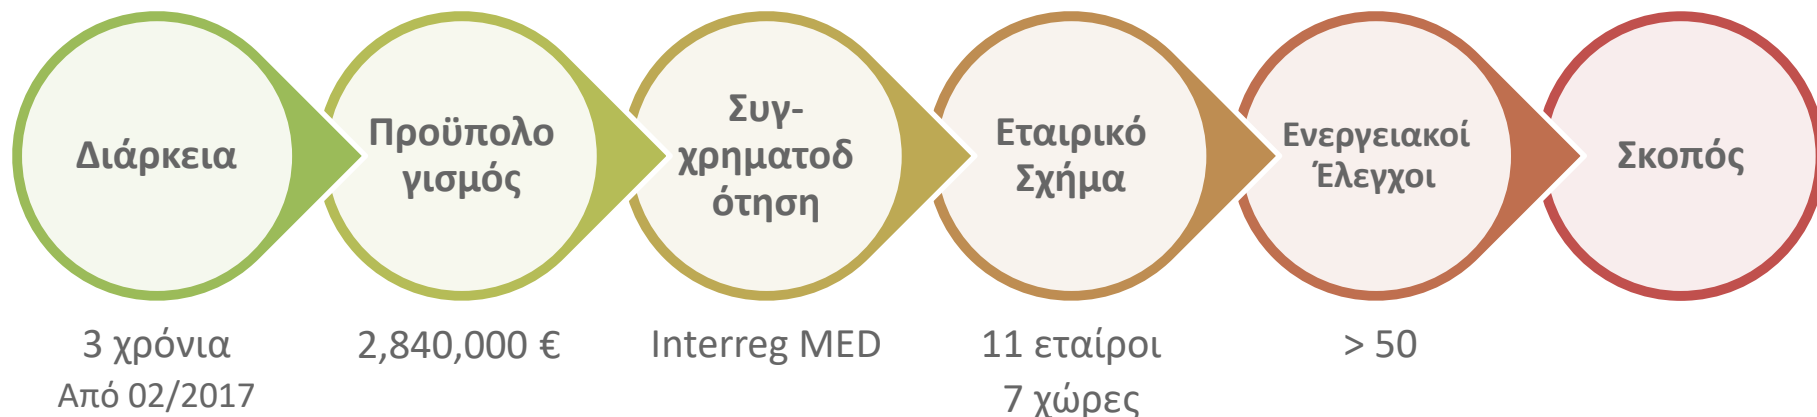 Διάρκεια
Προϋπολο
γισμός
Συγ-
χρηματοδ
ότηση
Εταιρικό
Σχήμα
Ενεργειακοί
Έλεγχοι
Σκοπός
3 χρόνια
Από 02/2017
2,840,000 €
Interreg MED
11 εταίροι
7 χώρες
> 50